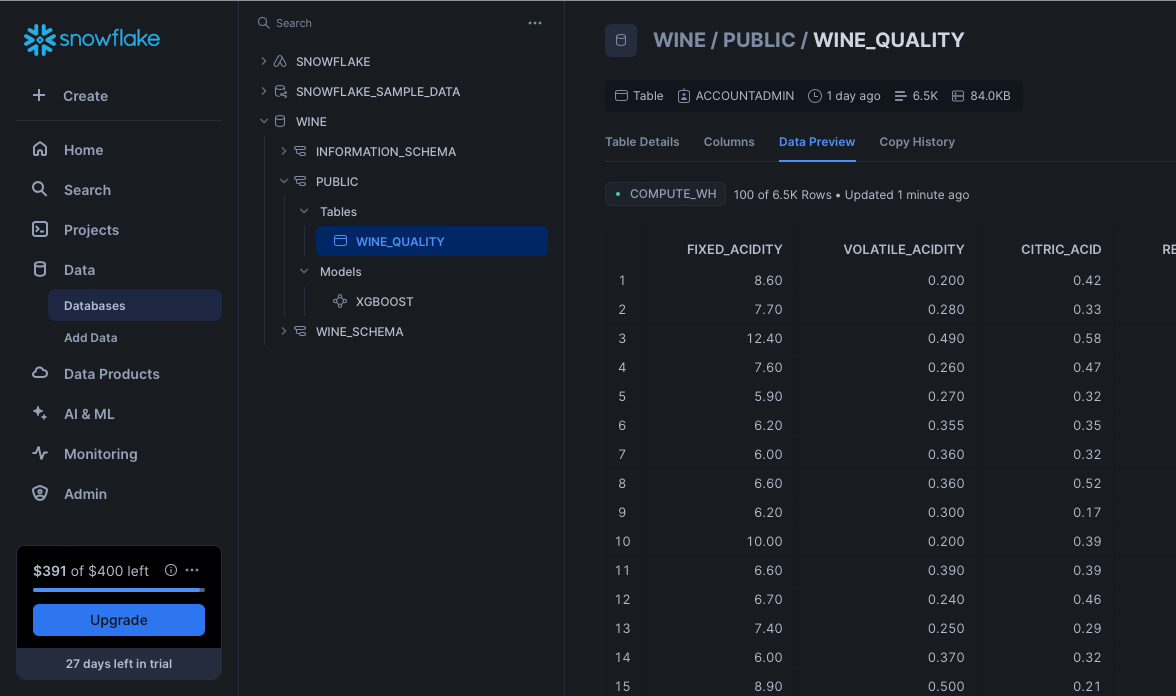 snowflake
Create
Home
Search
Projects
Data
Databases
Add Data
Data Products
AI & ML
Monitoring
Admin
$391 of $400 left
Upgrade
27 days left in trial
Search
SNOWFLAKE
SNOWFLAKE_SAMPLE_DATA
WINE
INFORMATION_SCHEMA
PUBLIC
Tables
WINE_QUALITY
Models
XGBOOST
WINE_SCHEMA
WINE / PUBLIC / WINE_QUALITY
Table ACCOUNTADMIN 1 day ago 6.5K 84.0KB
Table Details Columns Data Preview Copy History
COMPUTE_WH 100 of 6.5K Rows • Updated 1 minute ago
FIXED_ACIDITY VOLATILE_ACIDITY CITRIC_ACID RE
1 8.60 0.200 0.42
2 7.70 0.280 0.33
3 12.40 0.490 0.58
4 7.60 0.260 0.47
5 5.90 0.270 0.32
6 6.20 0.355 0.35
7 6.00 0.360 0.32
8 6.60 0.360 0.52
9 6.20 0.300 0.17
10 10.00 0.200 0.39
11 6.60 0.390 0.39
12 6.70 0.240 0.46
13 7.40 0.250 0.29
14 6.00 0.370 0.32
15 8.90 0.500 0.21